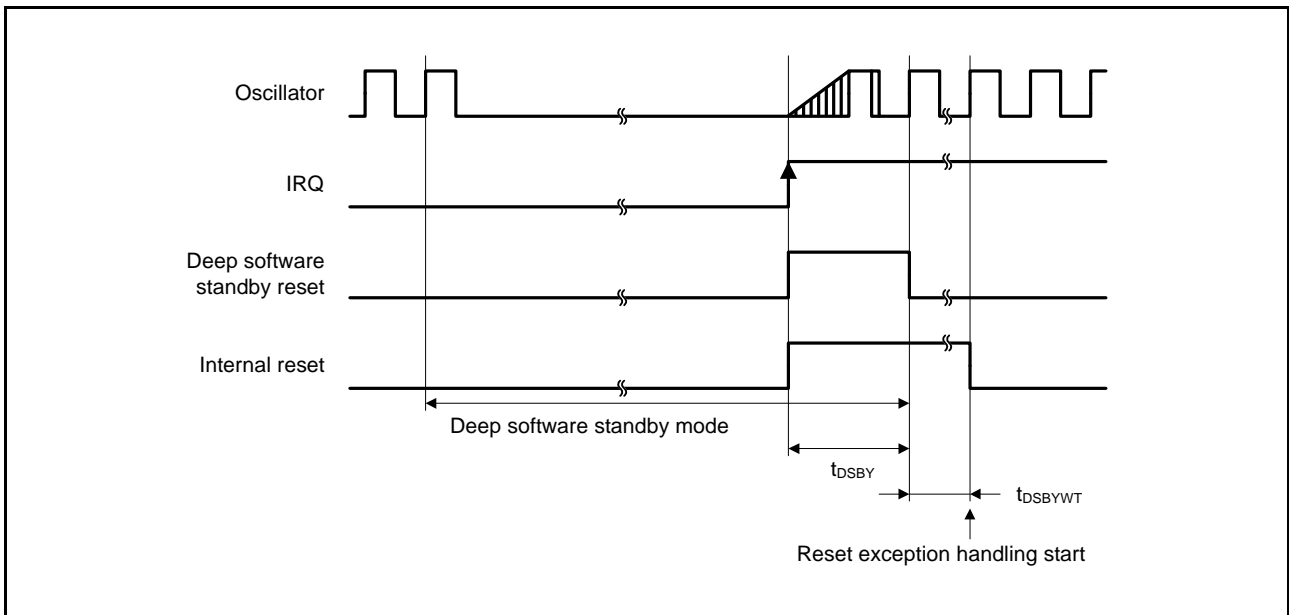 Oscillator
IRQ
Deep software
standby reset
Internal reset
Deep software standby mode
tDSBY
tDSBYWT
Reset exception handling start